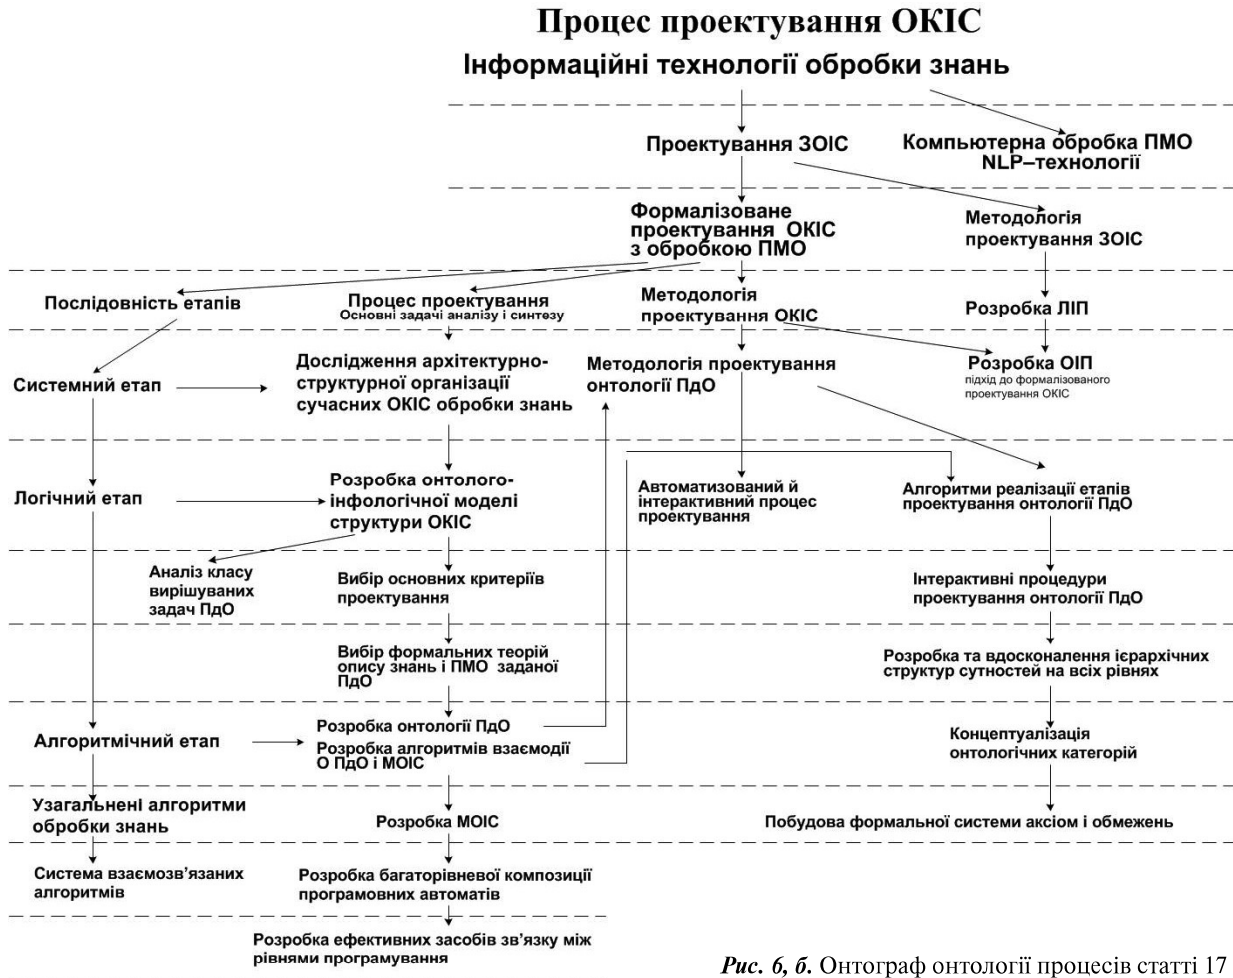 Процес проектування ОКІС
Інформаційні технології обробки знань
Проектування ЗОІС
Компьютерна обробка ПМО
NLP–технології
Формалізоване
проектування ОКІС
з обробкою ПМО
Методологія
проектування ЗОІС
Послідовність етапів
Процес проектування
Основні задачі аналізу і синтезу
Методологія
проектування ОКІС
Розробка ЛІП
Системний етап
Дослідження архітектурно-
структурної організації
сучасних ОКІС обробки знань
Методологія проектування
онтології ПдО
Розробка ОІП
підхід до формалізованого
проектування ОКІС
Логічний етап
Розробка онтолого-
інфологічної моделі
структури ОКІС
Автоматизований й
інтерактивний процес
проектування
Алгоритми реалізації етапів
проектування онтології ПдО
Аналіз класу
вирішуваних
задач ПдО
Вибір основних критеріїв
проектування
Інтерактивні процедури
проектування онтології ПдО
Вибір формальних теорій
опису знань і ПМО заданої
ПдО
Розробка та вдосконалення ієрархічних
структур сутностей на всіх рівнях
Алгоритмічний етап
Розробка онтології ПдО
Розробка алгоритмів взаємодії
О ПдО і МОІС
Концептуалізація
онтологічних категорій
Узагальнені алгоритми
обробки знань
Розробка МОІС
Побудова формальної системи аксіом і обмежень
Система взаємозв’язаних
алгоритмів
Розробка багаторівневої композиції
програмовних автоматів
Розробка ефективних засобів зв’язку між
рівнями програмування
Рис. 6, б. Онтограф онтології процесів статті 17